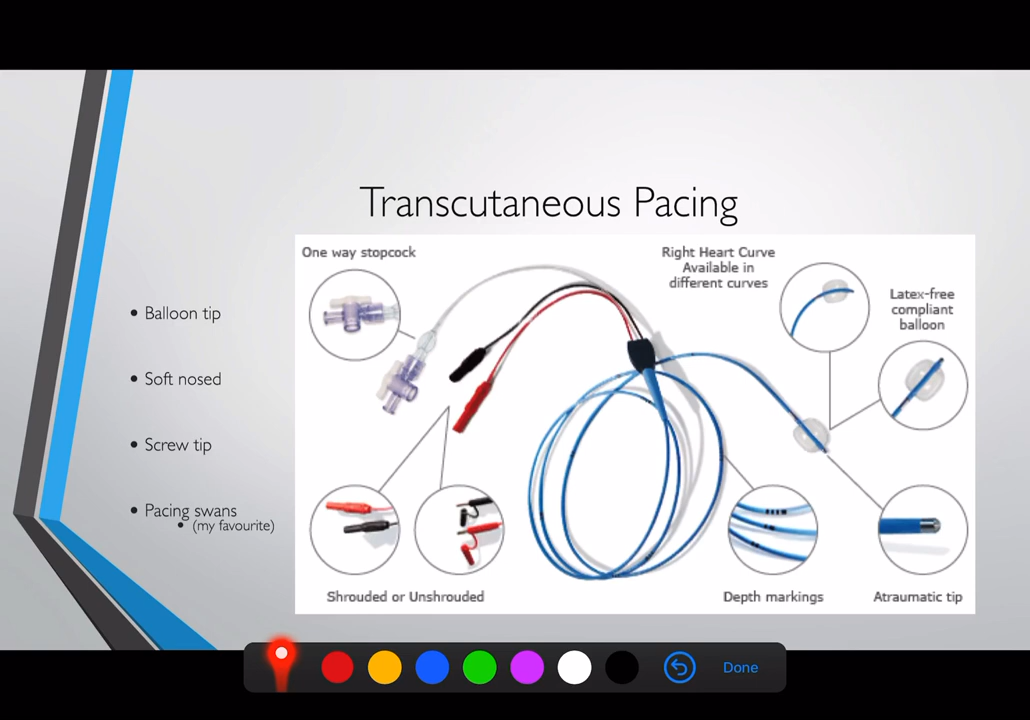 Transcutaneous Pacing
• Balloon tip
• Soft nosed
• Screw tip
• Pacing swans
• (my favourite)
One way stopcock
Right Heart Curve
Available in
different curves
Latex-free
compliant
balloon
Shrouded or Unshrouded
Depth markings
Atraumatic tip
Done